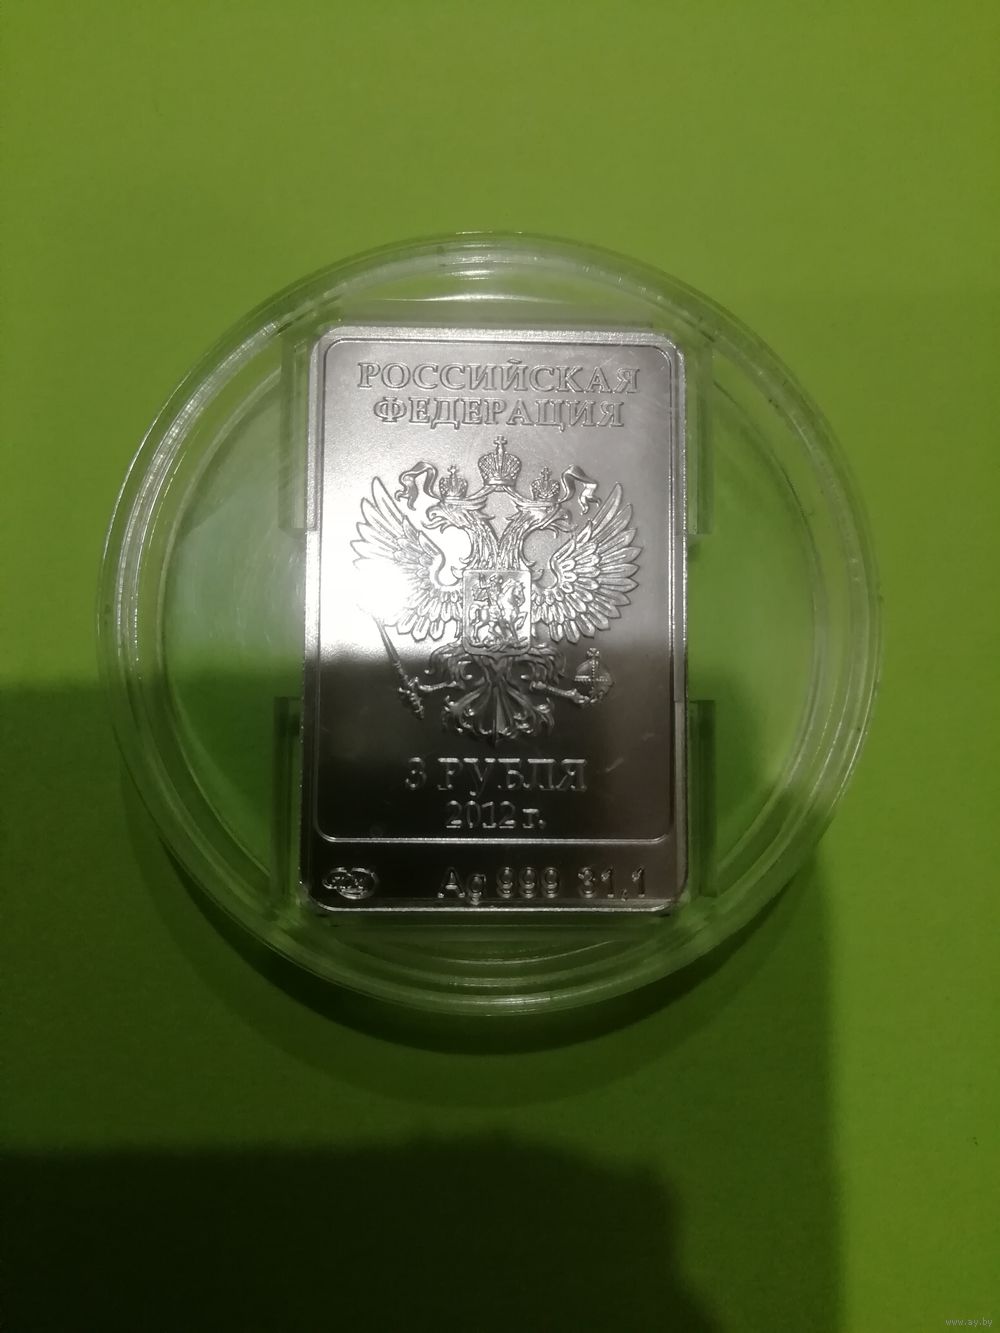 РОССИЙСКАЯ
ФЕДЕРАЦИЯ
3 РУБЛЯ
2012 г.
Ag 999 31,1
www.ay.by